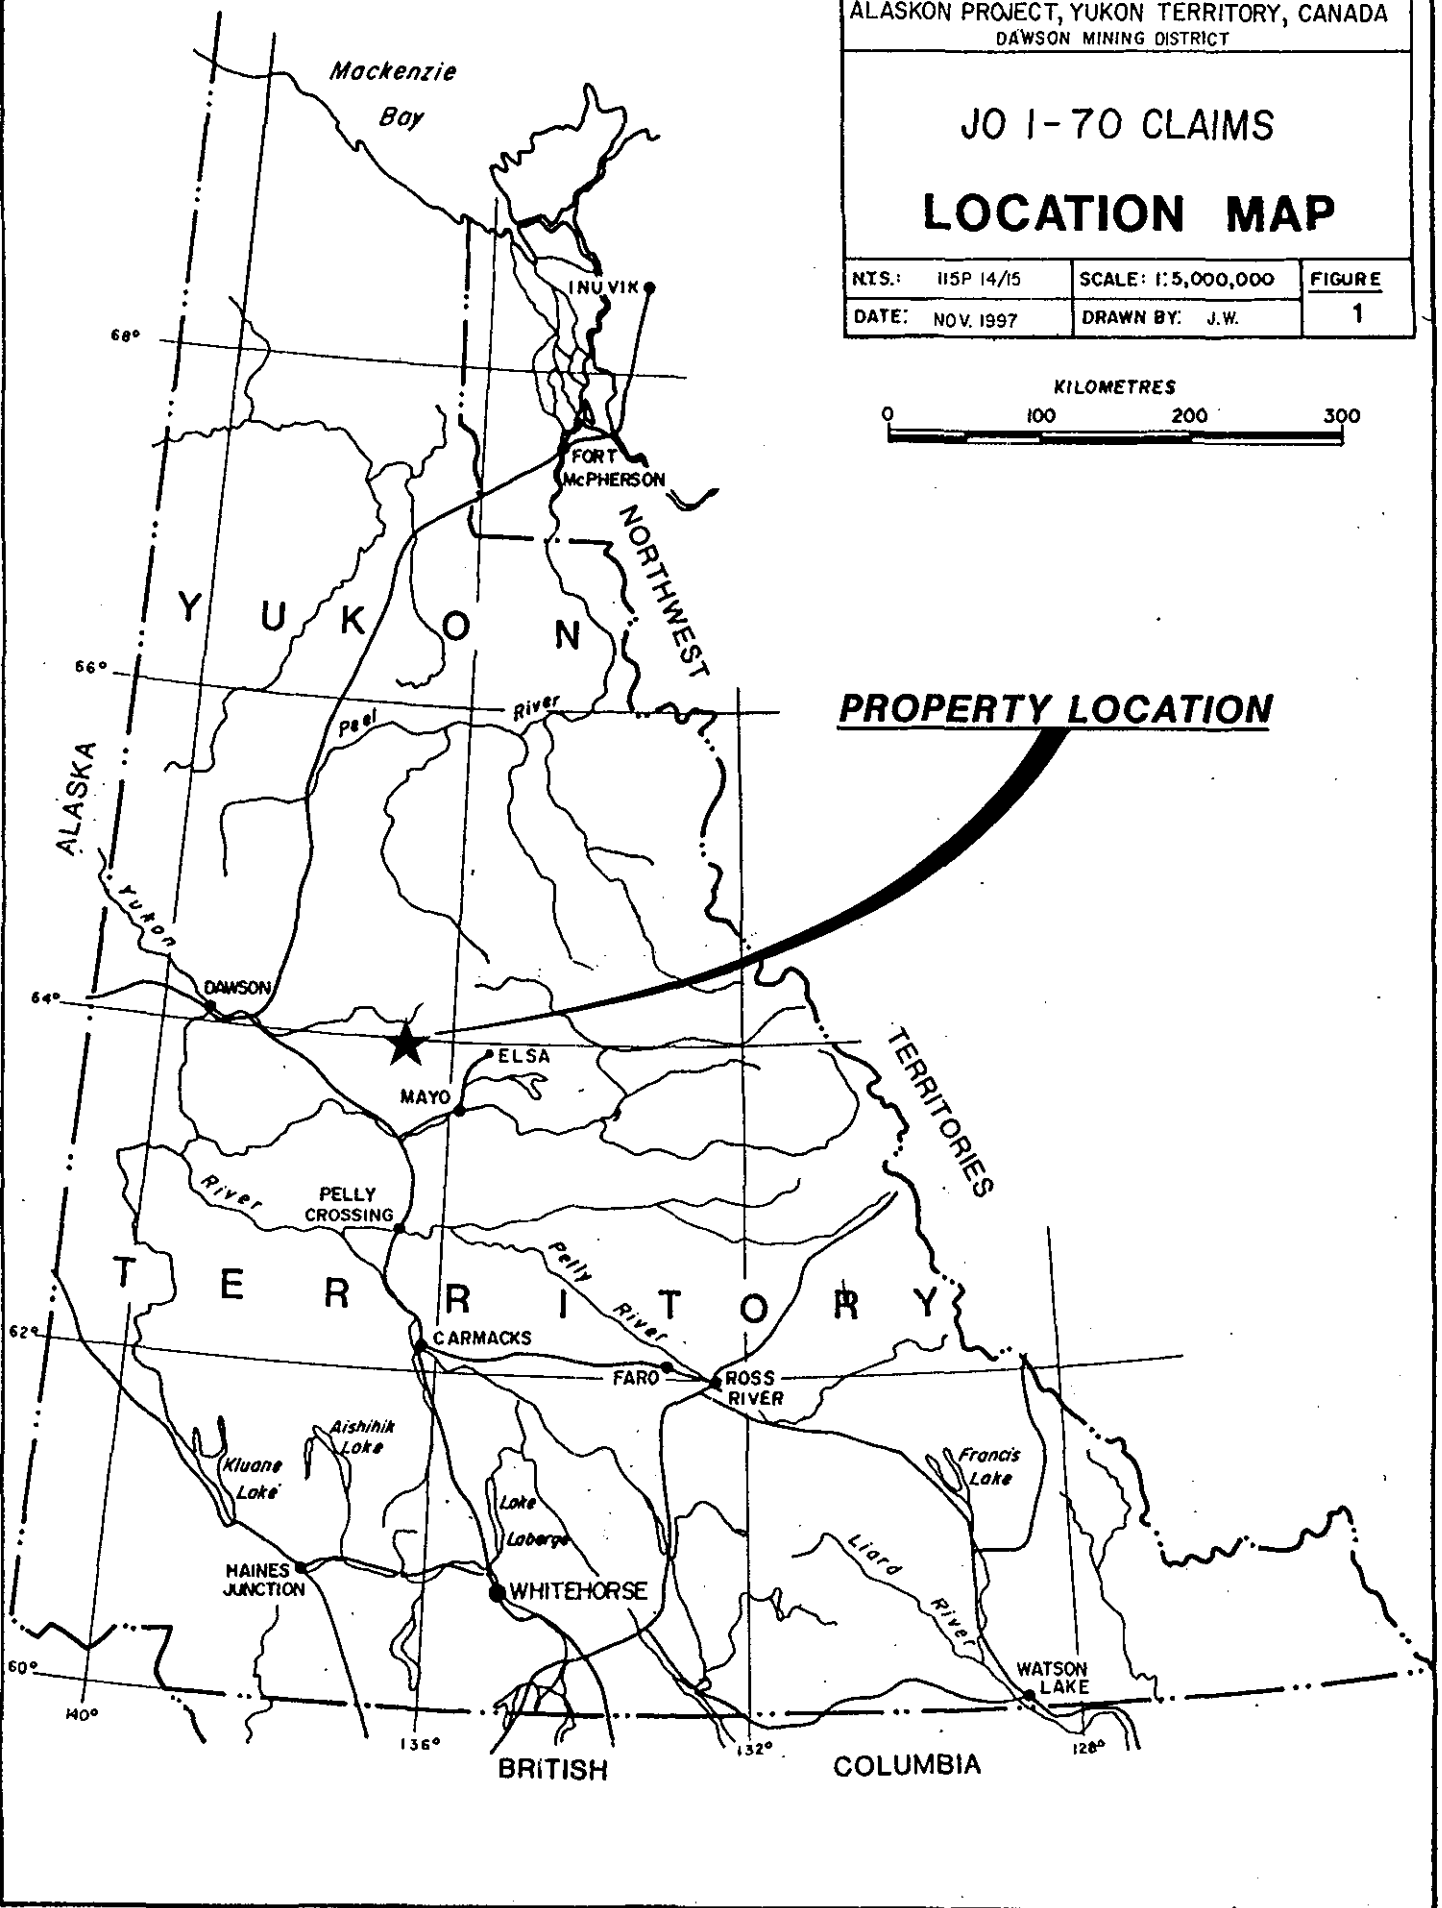 ALASKON PROJECT, YUKON TERRITORY, CANADA
DAWSON MINING DISTRICT
JO 1-70 CLAIMS
LOCATION MAP
N.T.S.: 115P 14/15
SCALE: 1:5,000,000
FIGURE
1
DATE: NOV. 1997
DRAWN BY: J.W.
KILOMETRES
0 100 200 300
Mackenzie
Bay
INUVIK
68°
FORT
McPHERSON
NORTHWEST
YUKON
66°
Peel River
PROPERTY LOCATION
ALASKA
Yukon
DAWSON
64°
ELSA
MAYO
TERRITORIES
River
PELLY
CROSSING
Pelly
River
TERRITORY
62°
CARMACKS
FARO
ROSS
RIVER
Aishihik
Lake
Kluane
Lake
Francis
Lake
Lake
Laberge
Liard
River
HAINES
JUNCTION
WHITEHORSE
WATSON
LAKE
60°
140°
136°
132°
128°
BRITISH
COLUMBIA